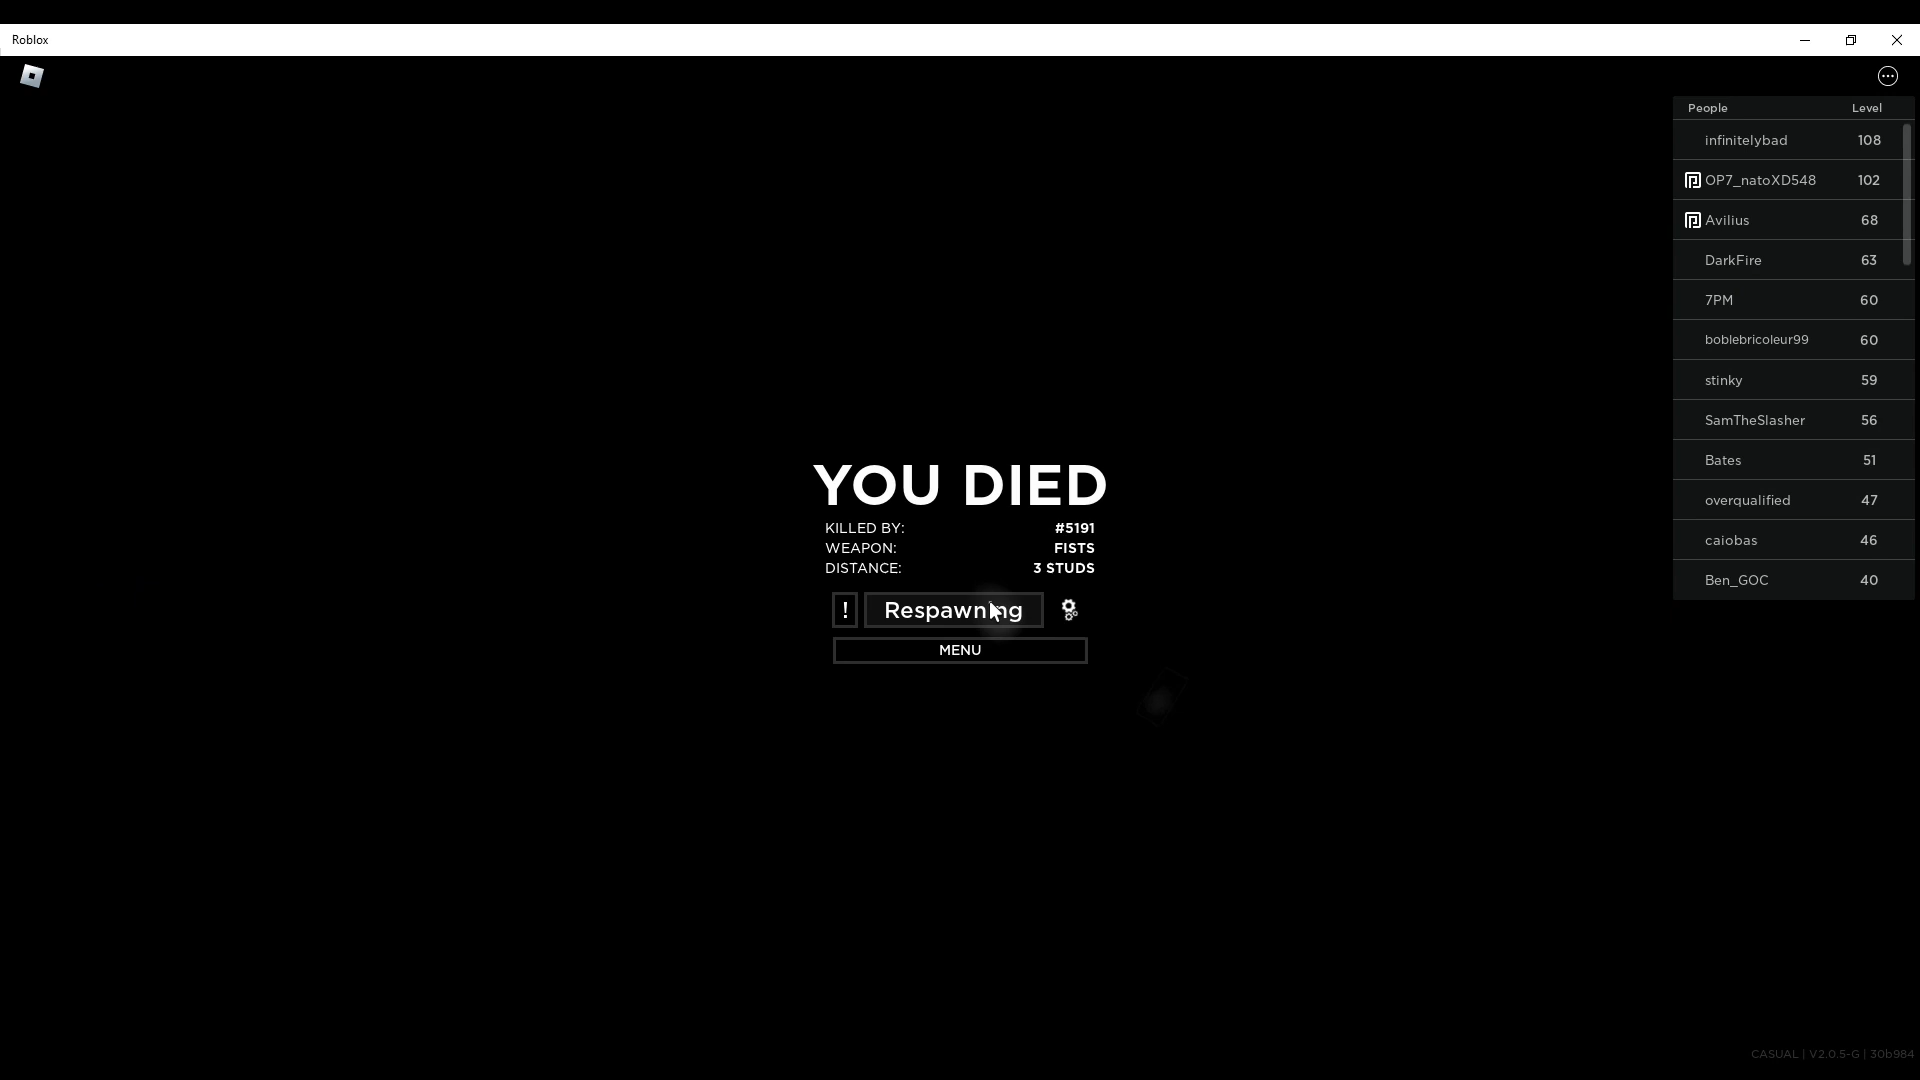 Roblox
People Level
infinitelybad 108
OP7_natoXD548 102
Avilius 68
DarkFire 63
7PM 60
boblebricoleur99 60
stinky 59
SamTheSlasher 56
Bates 51
overqualified 47
caiobas 46
Ben_GOC 40
YOU DIED
KILLED BY: #5191
WEAPON: FISTS
DISTANCE: 3 STUDS
! Respawning
MENU
CASUAL | V2.0.5-G | 30b984